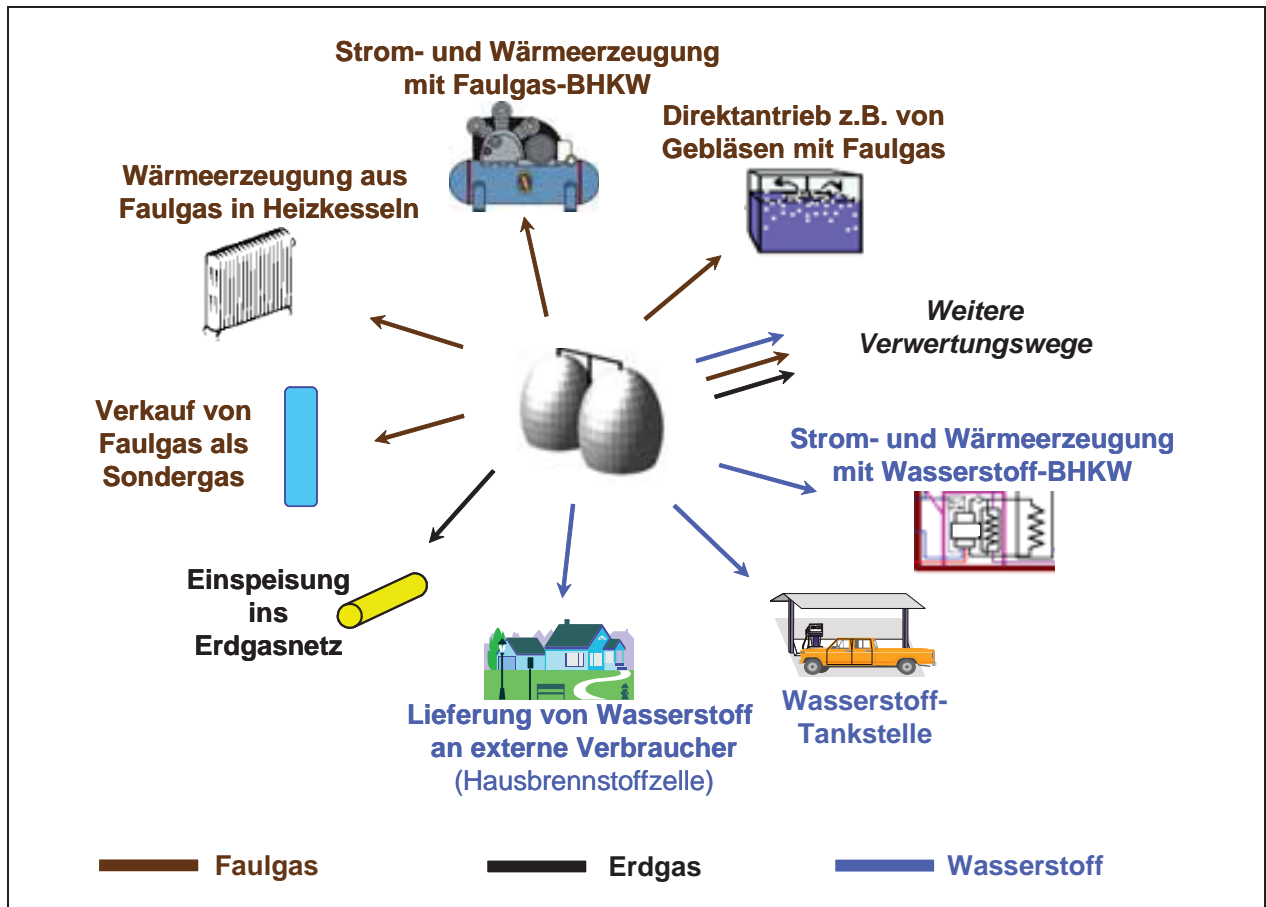 Strom- und Wärmeerzeugung
mit Faulgas-BHKW
Direktantrieb z.B. von
Gebläsen mit Faulgas
Wärmeerzeugung aus
Faulgas in Heizkesseln
Weitere
Verwertungswege
Verkauf von
Faulgas als
Sondergas
Strom- und Wärmeerzeugung
mit Wasserstoff-BHKW
Einspeisung
ins
Erdgasnetz
Lieferung von Wasserstoff
an externe Verbraucher
(Hausbrennstoffzelle)
Wasserstoff-
Tankstelle
Faulgas
Erdgas
Wasserstoff